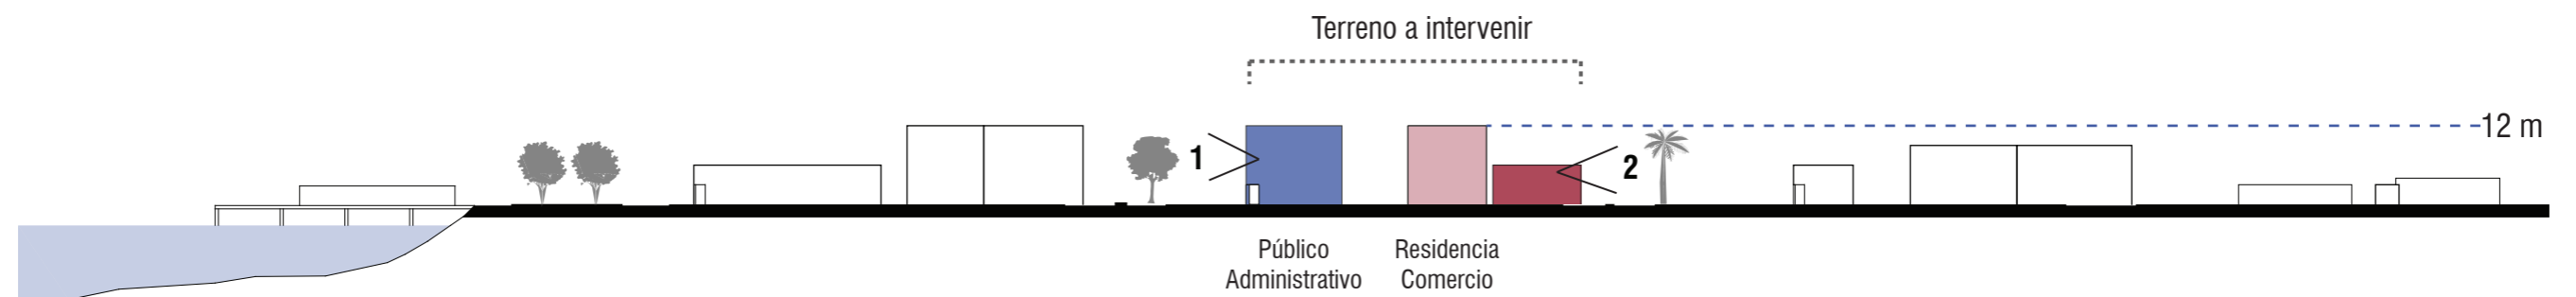 Terreno a intervenir
12 m
1
2
Público
Administrativo
Residencia
Comercio